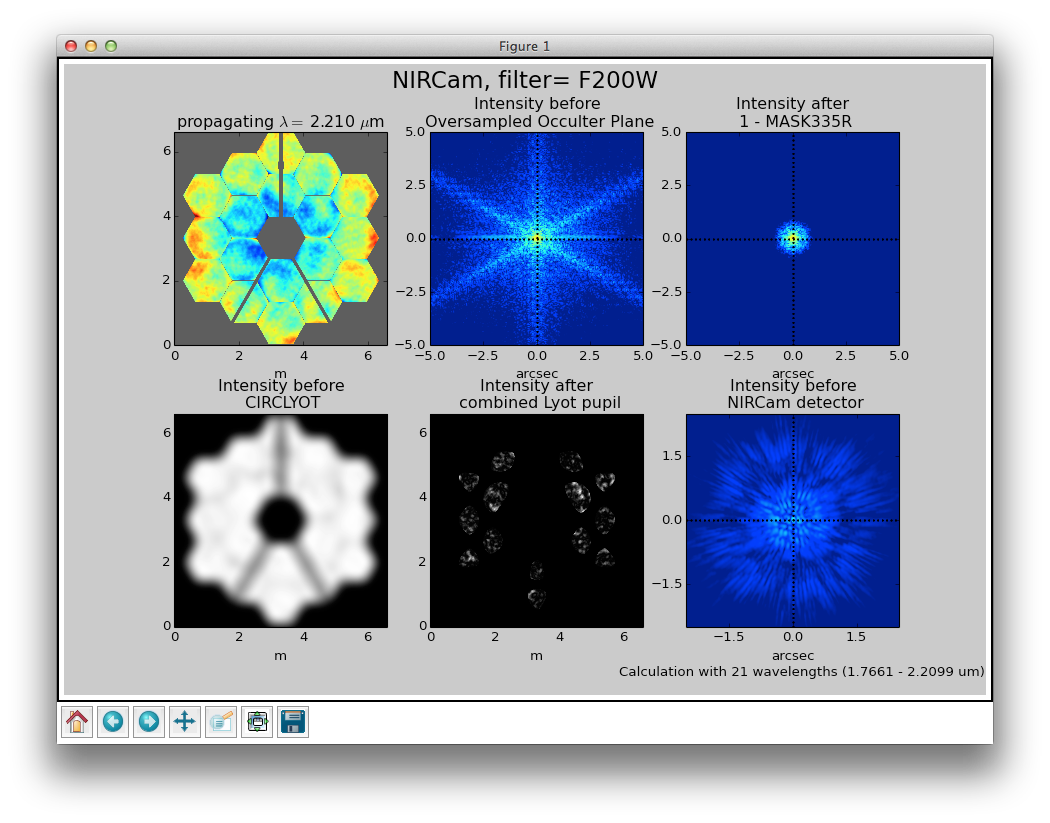 Figure 1
NIRCam, filter= F200W
propagating λ = 2.210 μm
6
4
2
0
0 2 4 6
m
Intensity before
Oversampled Occulter Plane
5.0
2.5
0.0
−2.5
−5.0
−5.0 −2.5 0.0 2.5 5.0
arcsec
Intensity after
1 - MASK335R
5.0
2.5
0.0
−2.5
−5.0
−5.0 −2.5 0.0 2.5 5.0
arcsec
Intensity before
CIRCLYOT
6
4
2
0
0 2 4 6
m
Intensity after
combined Lyot pupil
6
4
2
0
0 2 4 6
m
Intensity before
NIRCam detector
1.5
0.0
−1.5
−1.5 0.0 1.5
arcsec
Calculation with 21 wavelengths (1.7661 - 2.2099 um)